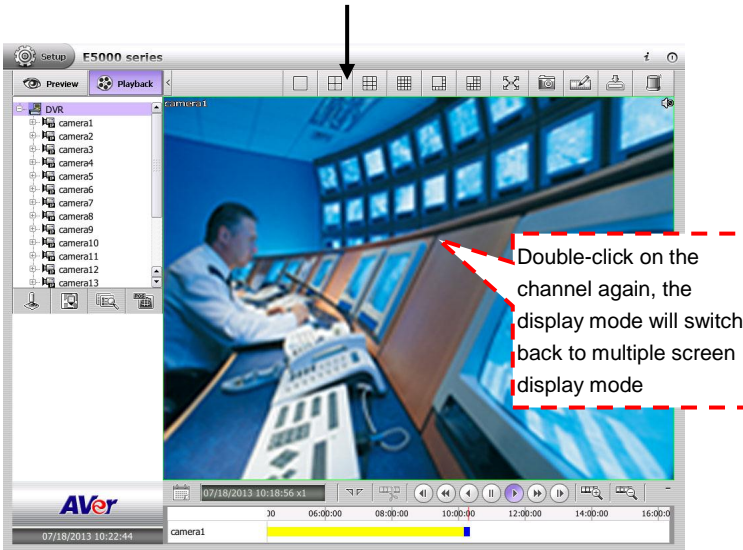 Setup E5000 series i
Preview Playback <
camera1
DVR
camera1
camera2
camera3
camera4
camera5
camera6
camera7
camera8
camera9
camera10
camera11
camera12
camera13
Double-click on the
channel again, the
display mode will switch
back to multiple screen
display mode
POS
AVer
07/18/2013 10:18:56 x1
07/18/2013 10:22:44
00 06:00:00 08:00:00 10:00:00 12:00:00 14:00:00 16:00:0
camera1